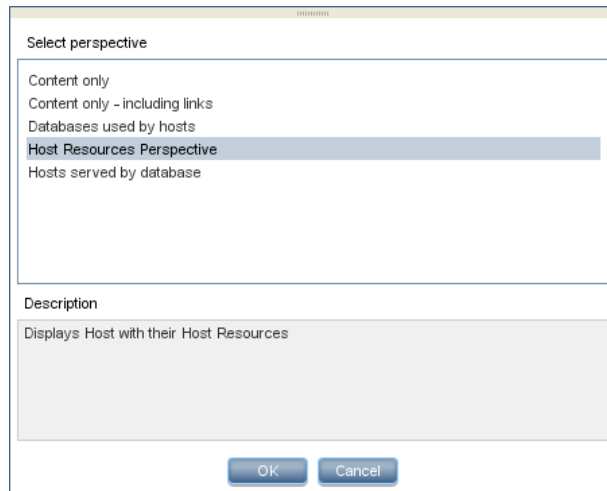 Select perspective
Content only
Content only - including links
Databases used by hosts
Host Resources Perspective
Hosts served by database
Description
Displays Host with their Host Resources
OK Cancel